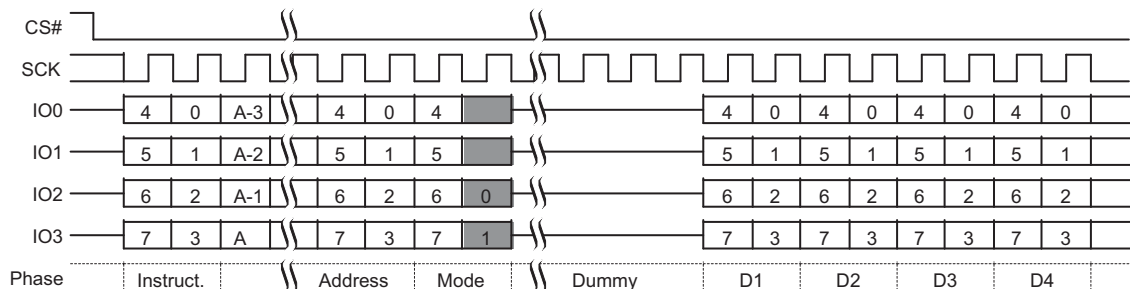 CS#
SCK
IO0 4 0 A-3 4 0 4 4 0 4 0 4 0 4 0
IO1 5 1 A-2 5 1 5 5 1 5 1 5 1 5 1
IO2 6 2 A-1 6 2 6 0 6 2 6 2 6 2 6 2
IO3 7 3 A 7 3 7 1 7 3 7 3 7 3 7 3
Phase Instruct. Address Mode Dummy D1 D2 D3 D4